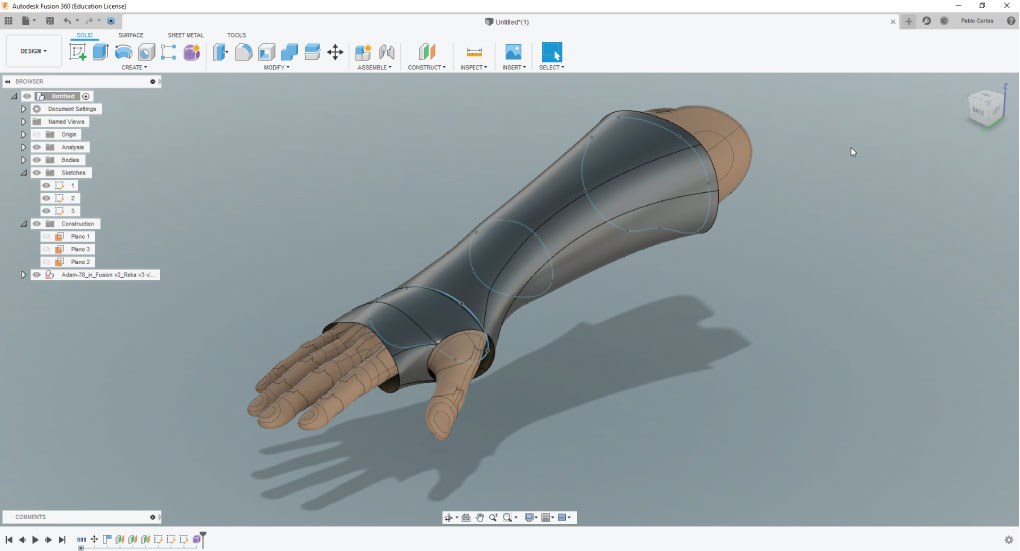 Autodesk Fusion 360 (Education License)
Untitled*(1)
Pablo Cortes
DESIGN
SOLID SURFACE SHEET METAL TOOLS
CREATE MODIFY ASSEMBLE CONSTRUCT INSPECT INSERT SELECT
BROWSER
Untitled
Document Settings
Named Views
Origin
Analysis
Bodies
Sketches
1
2
3
Construction
Plano 1
Plano 3
Plano 2
Adam-78_in_Fusion v2_Reka v3 v/...
Z
BACK LEFT
COMMENTS